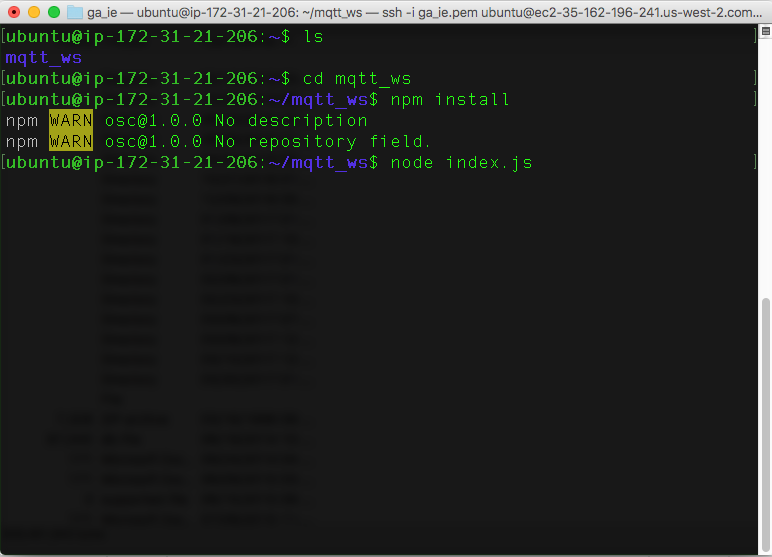 ga_ie — ubuntu@ip-172-31-21-206: ~/mqtt_ws — ssh -i ga_ie.pem ubuntu@ec2-35-162-196-241.us-west-2.com...
[ubuntu@ip-172-31-21-206:~$ ls ]
mqtt_ws
[ubuntu@ip-172-31-21-206:~$ cd mqtt_ws ]
[ubuntu@ip-172-31-21-206:~/mqtt_ws$ npm install ]
npm WARN osc@1.0.0 No description
npm WARN osc@1.0.0 No repository field.
[ubuntu@ip-172-31-21-206:~/mqtt_ws$ node index.js ]